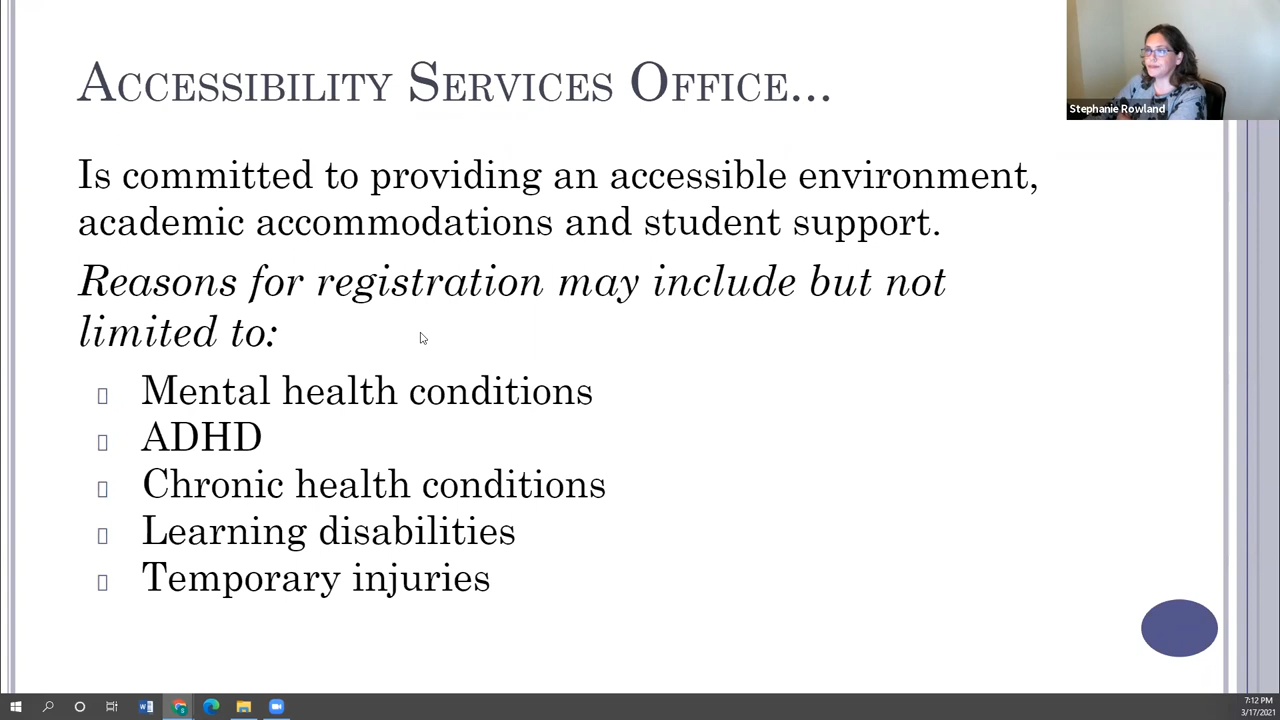 Accessibility Services Office...
Stephanie Rowland
Is committed to providing an accessible environment,
academic accommodations and student support.
Reasons for registration may include but not
limited to:
Mental health conditions
ADHD
Chronic health conditions
Learning disabilities
Temporary injuries
7:12 PM
3/17/2021